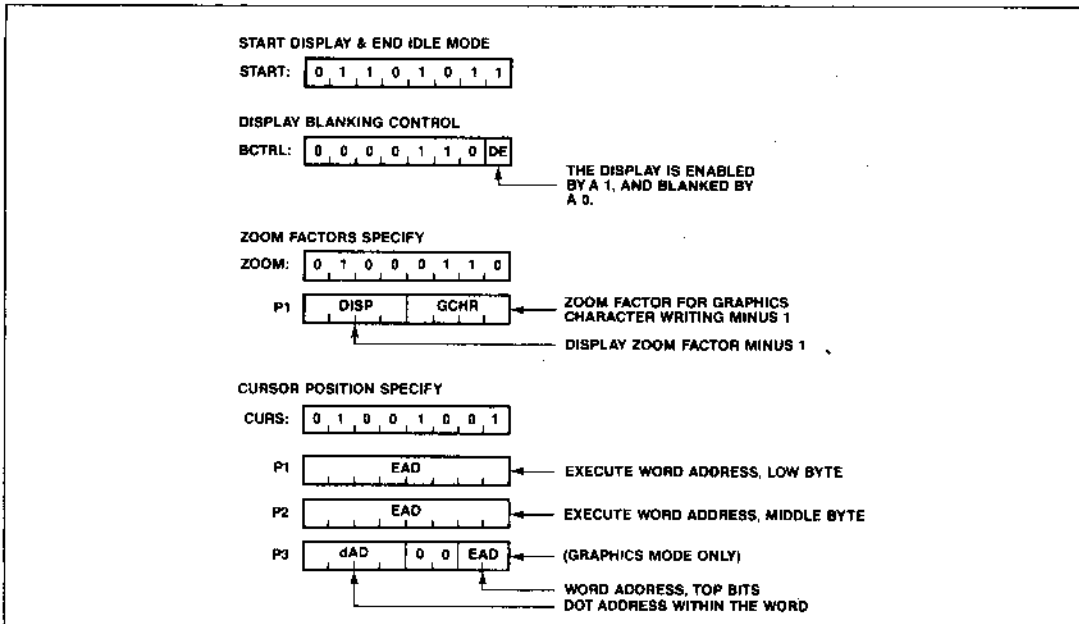 START DISPLAY & END IDLE MODE
START: 0 1 1 0 1 0 1 1
DISPLAY BLANKING CONTROL
BCTRL: 0 0 0 0 1 1 0 DE
THE DISPLAY IS ENABLED
BY A 1, AND BLANKED BY
A 0.
ZOOM FACTORS SPECIFY
ZOOM: 0 1 0 0 0 1 1 0
P1 DISP GCHR ZOOM FACTOR FOR GRAPHICS
CHARACTER WRITING MINUS 1
DISPLAY ZOOM FACTOR MINUS 1
CURSOR POSITION SPECIFY
CURS: 0 1 0 0 1 0 0 1
P1 EAD EXECUTE WORD ADDRESS, LOW BYTE
P2 EAD EXECUTE WORD ADDRESS, MIDDLE BYTE
P3 dAD 0 0 EAD (GRAPHICS MODE ONLY)
WORD ADDRESS, TOP BITS
DOT ADDRESS WITHIN THE WORD